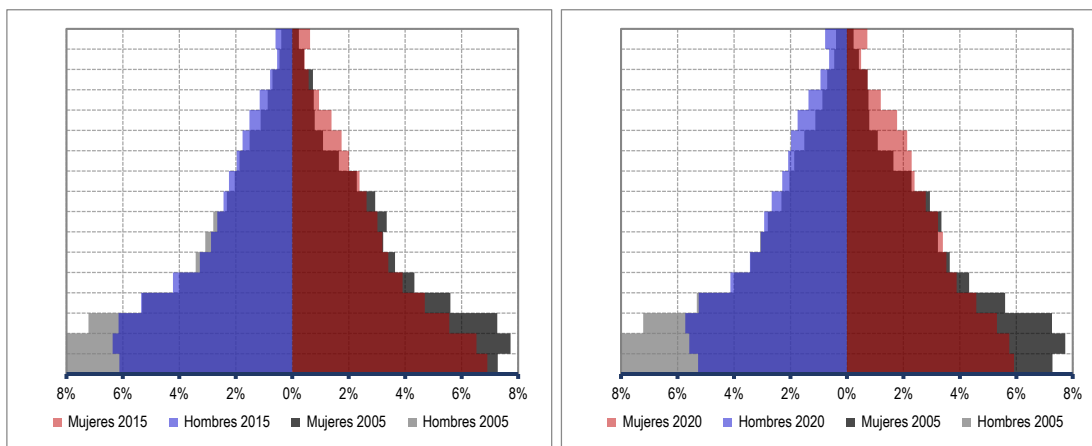 8% 6% 4% 2% 0% 2% 4% 6% 8%
Mujeres 2015 Hombres 2015 Mujeres 2005 Hombres 2005
8% 6% 4% 2% 0% 2% 4% 6% 8%
Mujeres 2020 Hombres 2020 Mujeres 2005 Hombres 2005